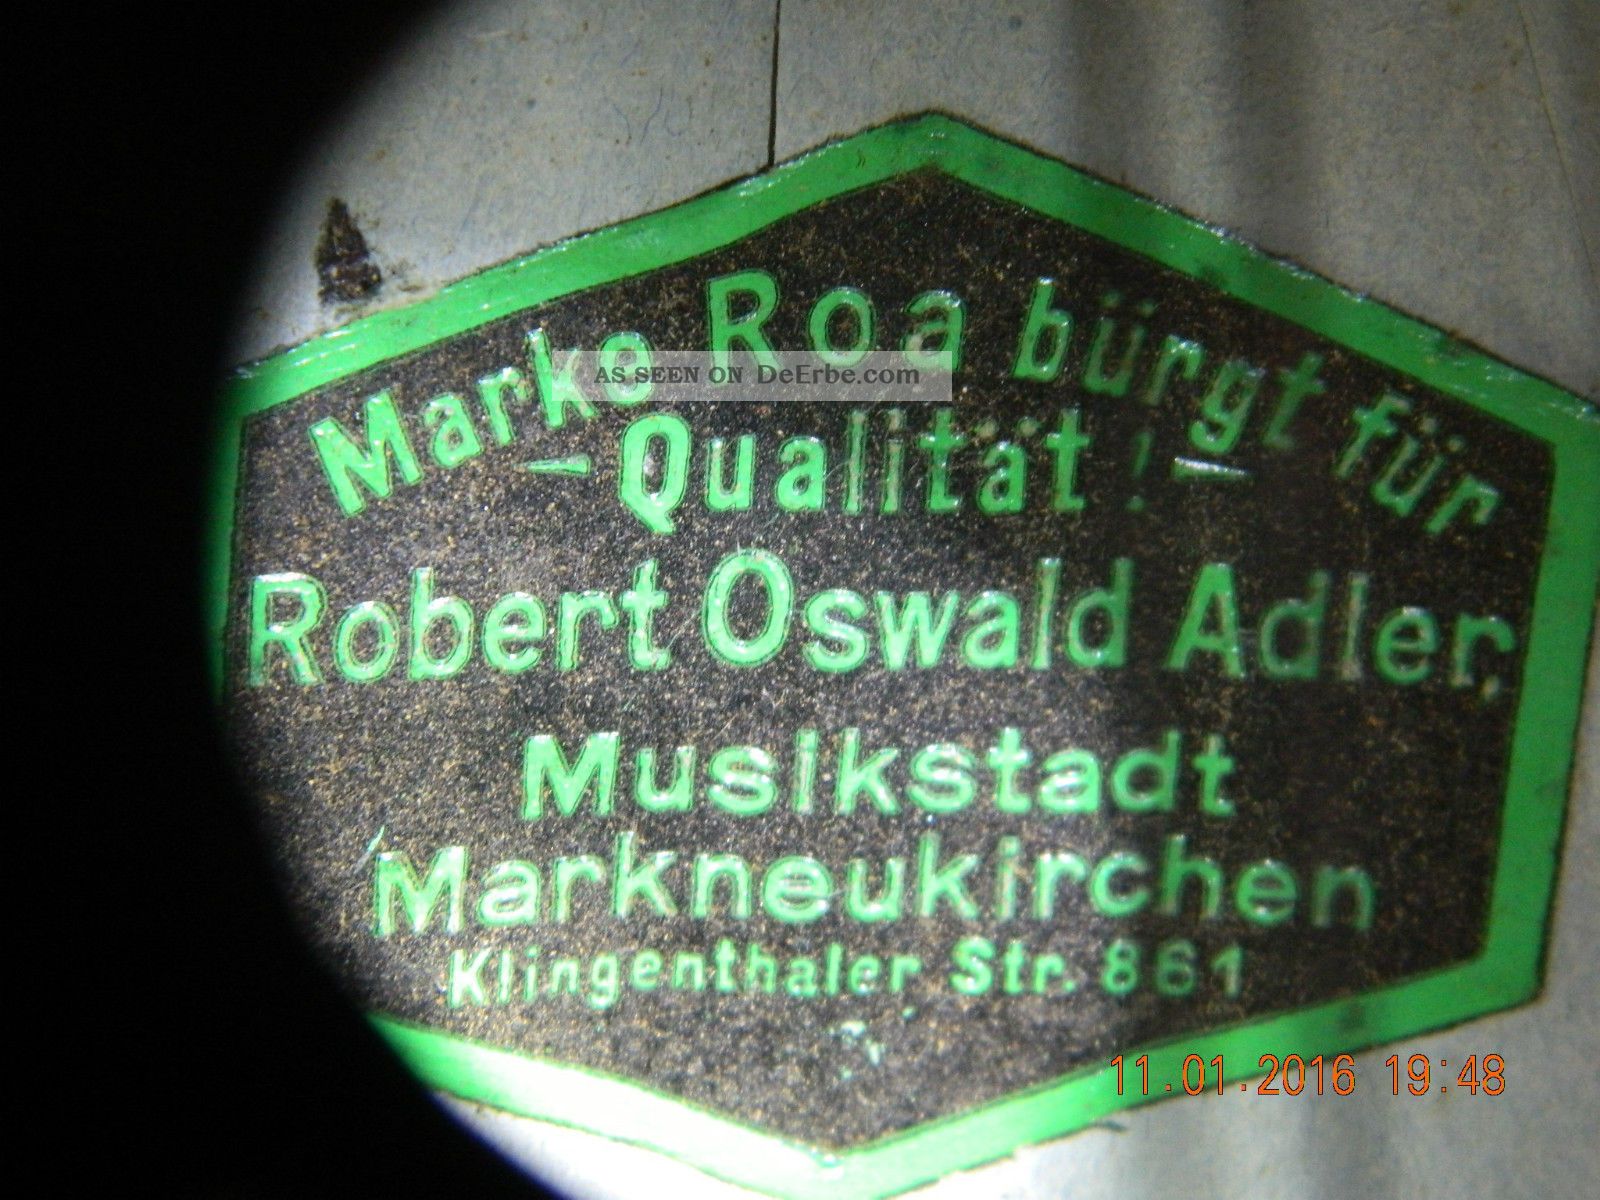 Marke Roa bürgt für
AS SEEN ON DeErbe.com
– Qualität! –
Robert Oswald Adler,
Musikstadt
Markneukirchen
Klingenthaler Str. 861
11.01.2016 19:48